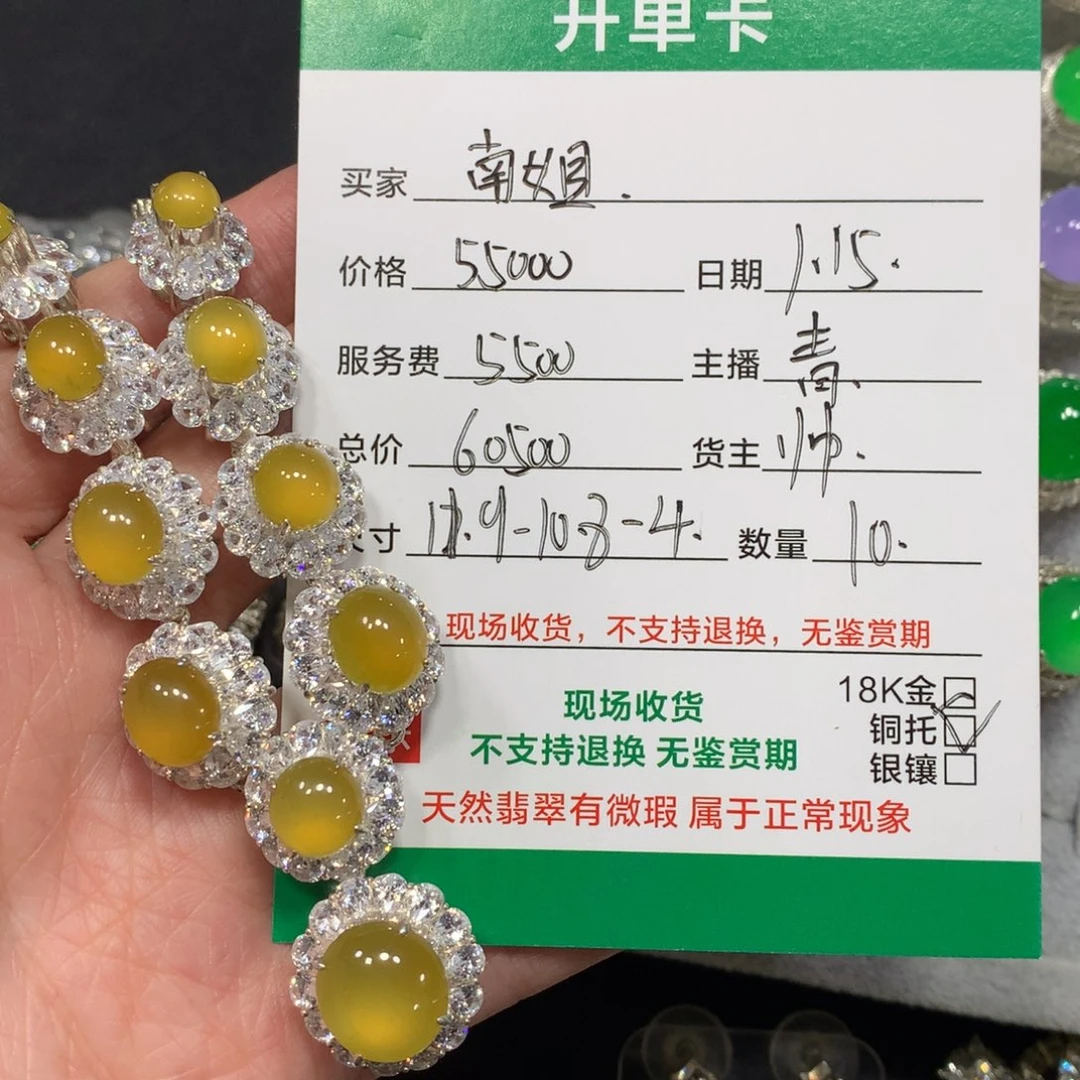 开单卡
买家 南姐.
价格 55000 日期 1.15.
服务费 5500 主播 青.
总价 60500 货主 帅.
尺寸 11.9-10.8-4. 数量 10.
现场收货，不支持退换，无鉴赏期
现场收货
不支持退换 无鉴赏期
18K金
铜托
银镶
天然翡翠有微瑕 属于正常现象